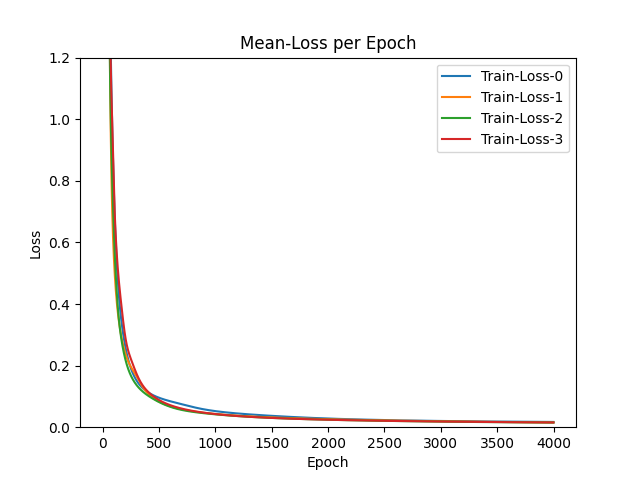 Mean-Loss per Epoch
1.2
1.0
0.8
0.6
0.4
0.2
0.0
Loss
Train-Loss-0
Train-Loss-1
Train-Loss-2
Train-Loss-3
0 500 1000 1500 2000 2500 3000 3500 4000
Epoch